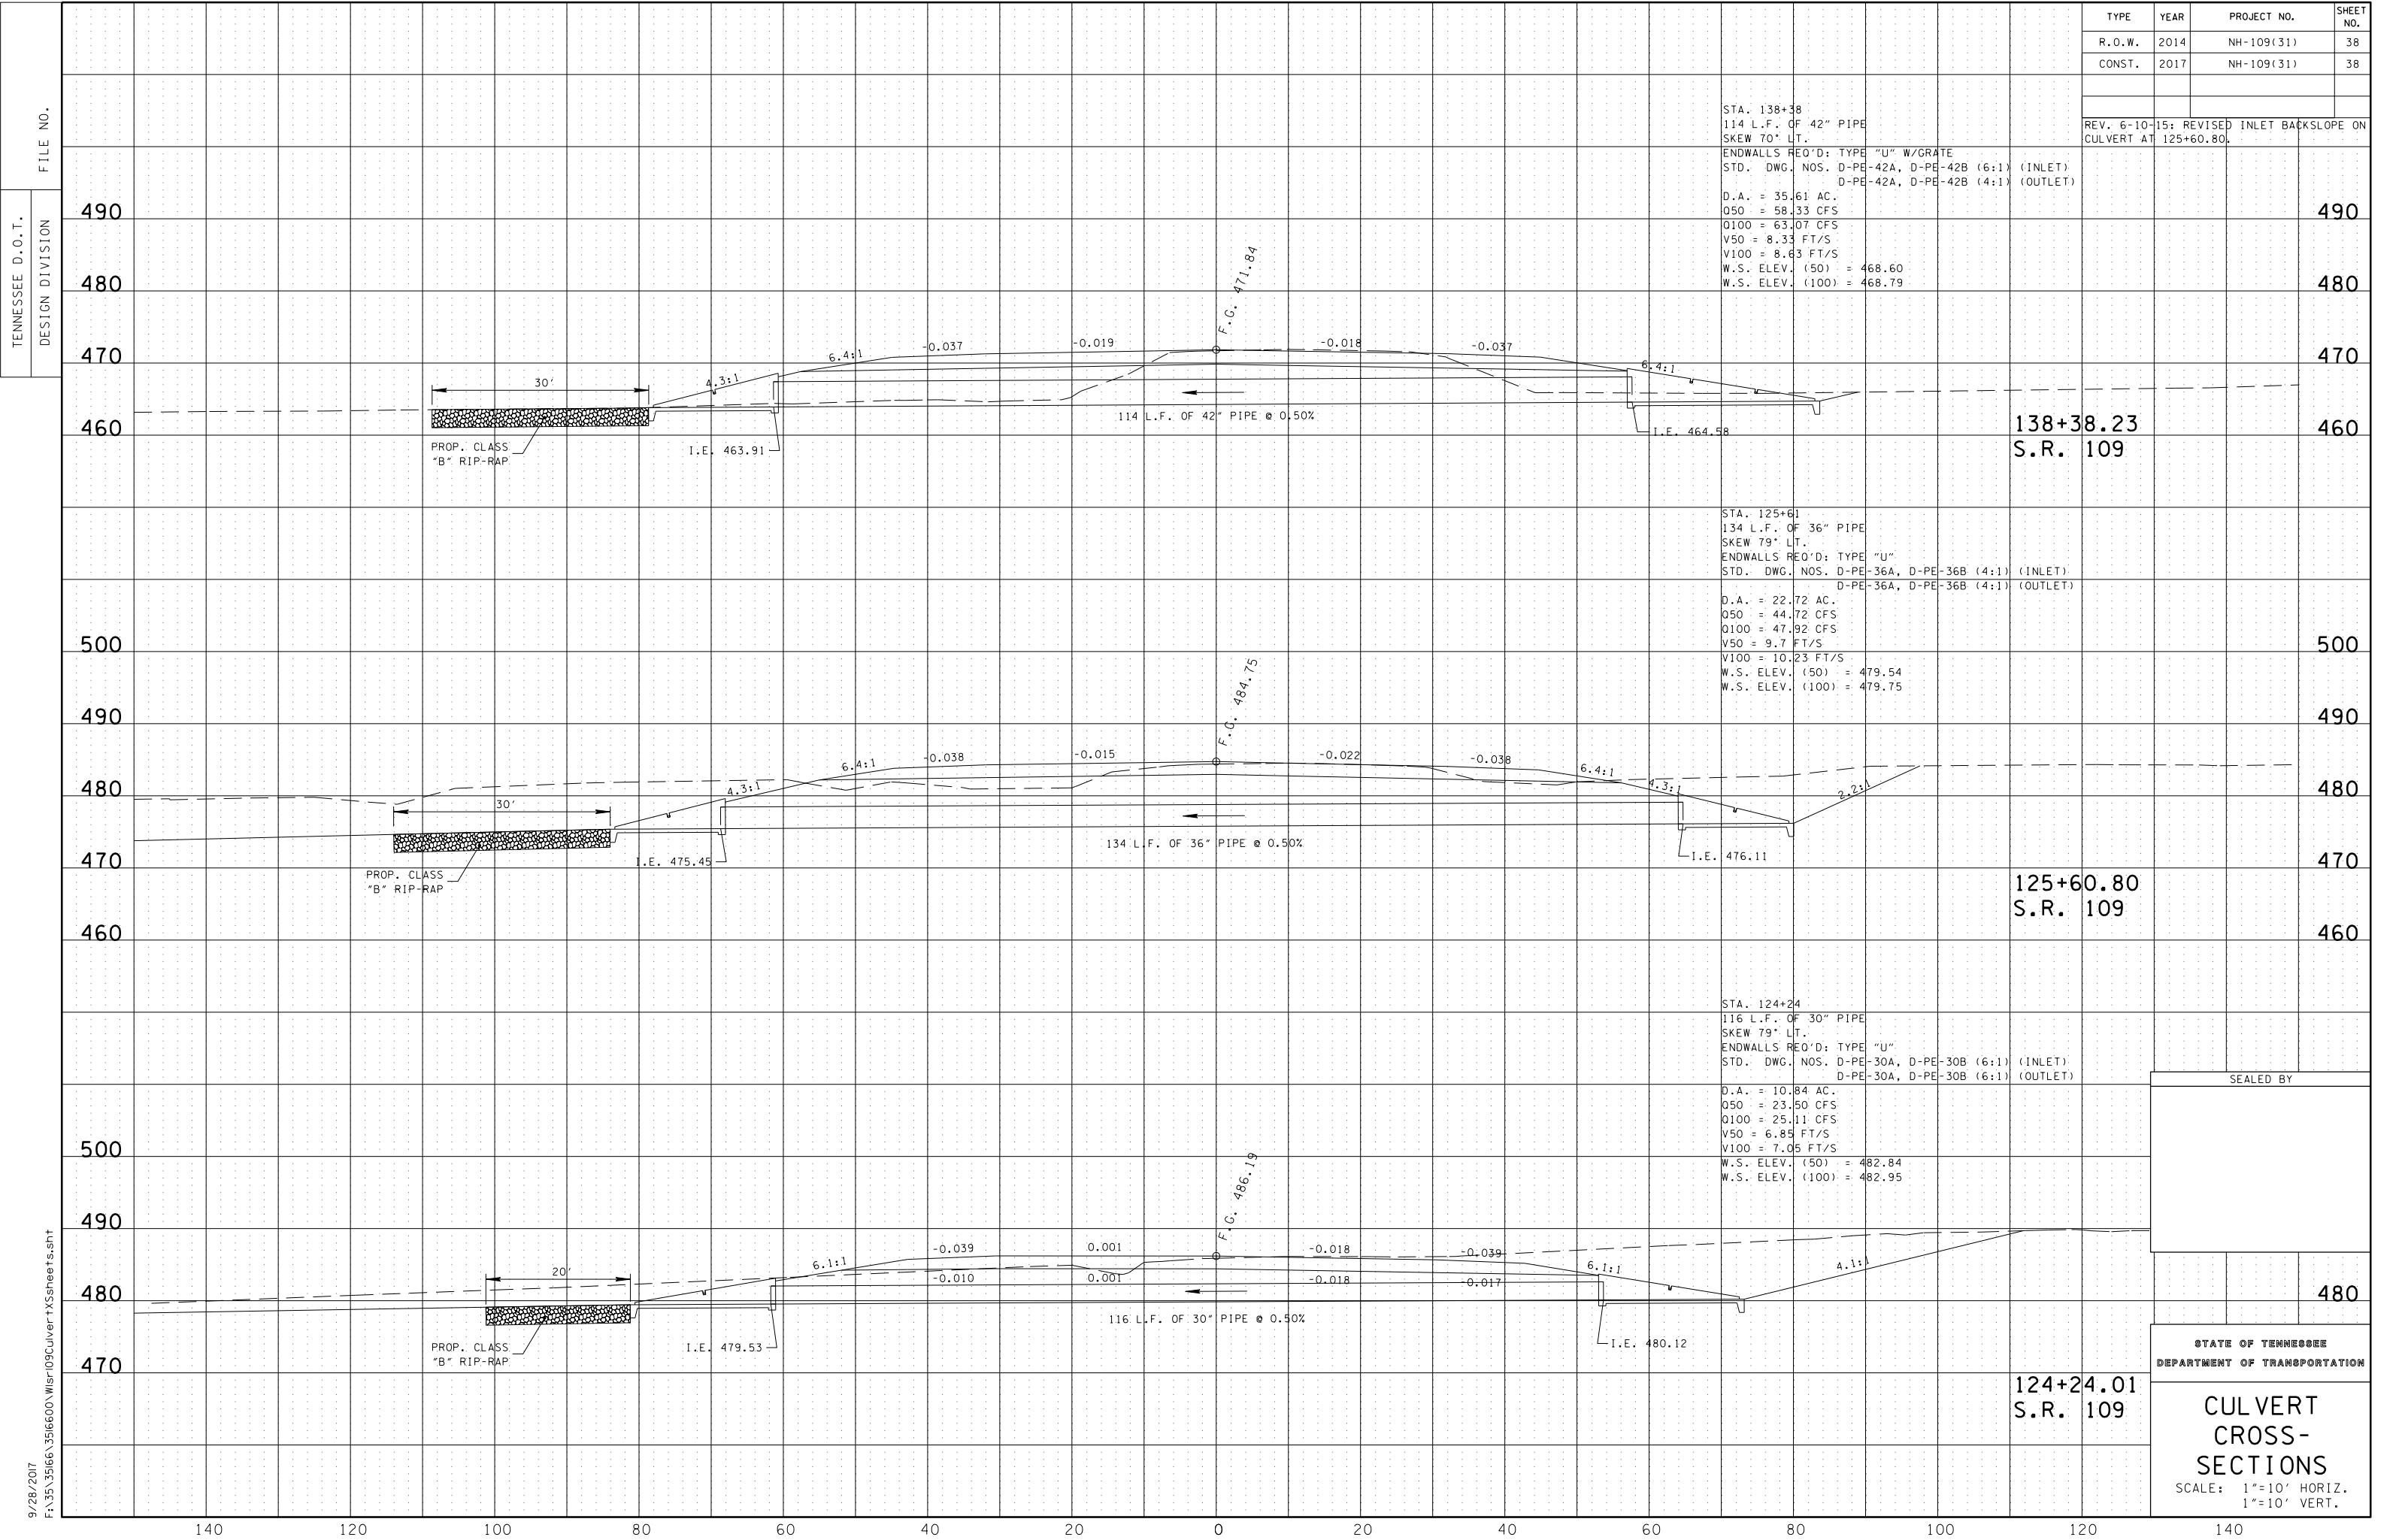 TYPE YEAR PROJECT NO. SHEET NO.
R.O.W. 2014 NH-109(31) 38
CONST. 2017 NH-109(31) 38
REV. 6-10-15: REVISED INLET BACKSLOPE ON
CULVERT AT 125+60.80.
FILE NO.
TENNESSEE D.O.T.
DESIGN DIVISION
STA. 138+38
114 L.F. OF 42" PIPE
SKEW 70° LT.
ENDWALLS REQ'D: TYPE "U" W/GRATE
STD. DWG. NOS. D-PE-42A, D-PE-42B (6:1) (INLET)
D-PE-42A, D-PE-42B (4:1) (OUTLET)
D.A. = 35.61 AC.
Q50 = 58.33 CFS
Q100 = 63.07 CFS
V50 = 8.33 FT/S
V100 = 8.63 FT/S
W.S. ELEV. (50) = 468.60
W.S. ELEV. (100) = 468.79
490 490
480 480
470 470
460 460
F.G. 471.84
6.4:1 -0.037 -0.019 -0.018 -0.037 6.4:1
4.3:1
30'
114 L.F. OF 42" PIPE @ 0.50%
PROP. CLASS
"B" RIP-RAP
I.E. 463.91
I.E. 464.58
138+38.23
S.R. 109
STA. 125+61
134 L.F. OF 36" PIPE
SKEW 79° LT.
ENDWALLS REQ'D: TYPE "U"
STD. DWG. NOS. D-PE-36A, D-PE-36B (4:1) (INLET)
D-PE-36A, D-PE-36B (4:1) (OUTLET)
D.A. = 22.72 AC.
Q50 = 44.72 CFS
Q100 = 47.92 CFS
V50 = 9.7 FT/S
V100 = 10.23 FT/S
W.S. ELEV. (50) = 479.54
W.S. ELEV. (100) = 479.75
500 500
490 490
480 480
470 470
460 460
F.G. 484.75
6.4:1 -0.038 -0.015 -0.022 -0.038 6.4:1
4.3:1 4.3:1 2.2:1
30'
134 L.F. OF 36" PIPE @ 0.50%
I.E. 475.45
I.E. 476.11
PROP. CLASS
"B" RIP-RAP
125+60.80
S.R. 109
STA. 124+24
116 L.F. OF 30" PIPE
SKEW 79° LT.
ENDWALLS REQ'D: TYPE "U"
STD. DWG. NOS. D-PE-30A, D-PE-30B (6:1) (INLET)
D-PE-30A, D-PE-30B (6:1) (OUTLET)
D.A. = 10.84 AC.
Q50 = 23.50 CFS
Q100 = 25.11 CFS
V50 = 6.85 FT/S
V100 = 7.05 FT/S
W.S. ELEV. (50) = 482.84
W.S. ELEV. (100) = 482.95
500
490
480 480
470
F.G. 486.19
6.1:1 -0.039 0.001 -0.018 -0.039 6.1:1 4.1:1
-0.010 0.001 -0.018 -0.017
20'
116 L.F. OF 30" PIPE @ 0.50%
PROP. CLASS
"B" RIP-RAP
I.E. 479.53
I.E. 480.12
124+24.01
S.R. 109
SEALED BY
STATE OF TENNESSEE
DEPARTMENT OF TRANSPORTATION
CULVERT
CROSS-
SECTIONS
SCALE: 1"=10' HORIZ.
1"=10' VERT.
140 120 100 80 60 40 20 0 20 40 60 80 100 120 140
9/28/2017
F:\35\35166\3516600\Wlsr109CulvertXSsheets.sht